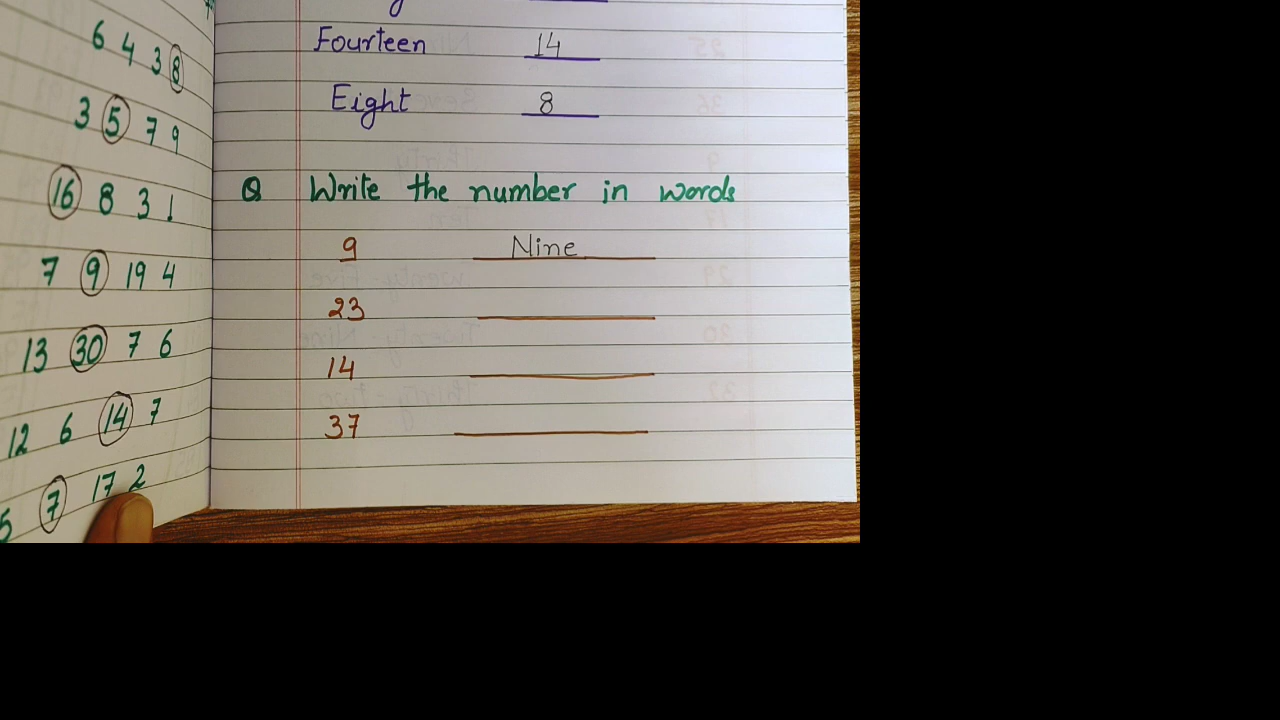 6 4 3 8
3 5 7 9
16 8 3 1
7 9 19 4
13 30 7 6
12 6 14 7
5 7 17 2
Fourteen 14
Eight 8
Q Write the number in words
9 Nine
23
14
37